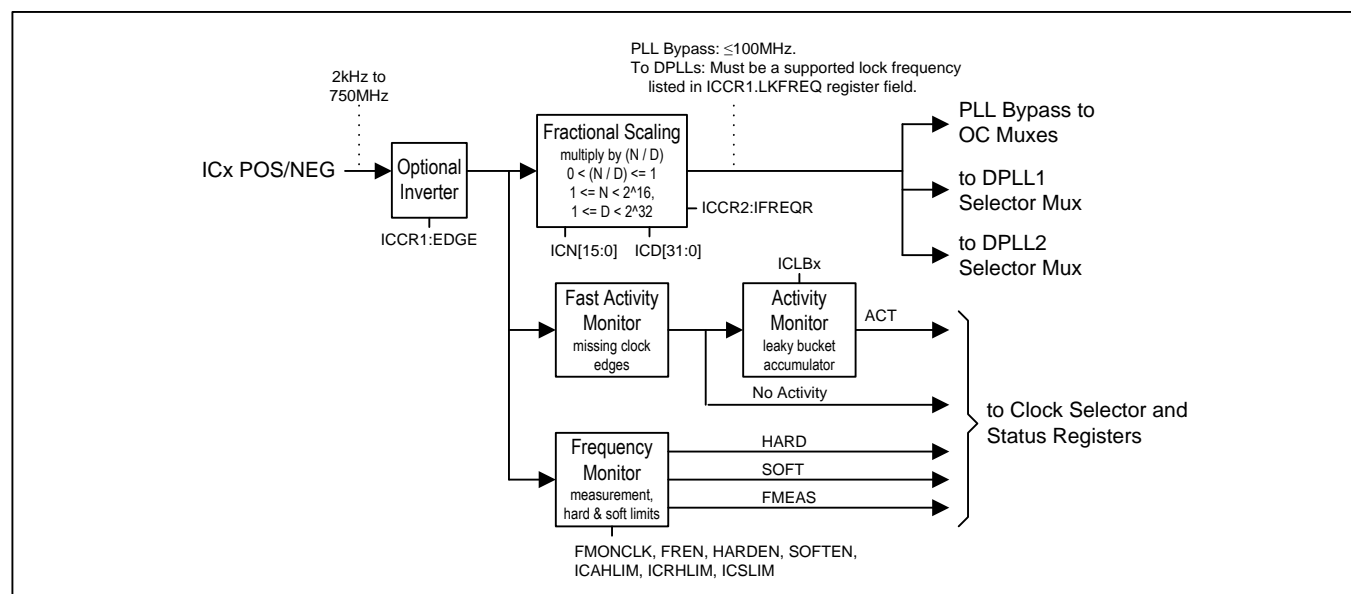 PLL Bypass: ≤100MHz.
To DPLLs: Must be a supported lock frequency
listed in ICCR1.LKFREQ register field.
2kHz to
750MHz
ICx POS/NEG
Optional
Inverter
ICCR1:EDGE
Fractional Scaling
multiply by (N / D)
0 < (N / D) <= 1
1 <= N < 2^16,
1 <= D < 2^32
ICCR2:IFREQR
ICN[15:0]
ICD[31:0]
PLL Bypass to
OC Muxes
to DPLL1
Selector Mux
to DPLL2
Selector Mux
Fast Activity
Monitor
missing clock
edges
ICLBx
Activity
Monitor
leaky bucket
accumulator
ACT
No Activity
Frequency
Monitor
measurement,
hard & soft limits
HARD
SOFT
FMEAS
FMONCLK, FREN, HARDEN, SOFTEN,
ICAHLIM, ICRHLIM, ICSLIM
to Clock Selector and
Status Registers